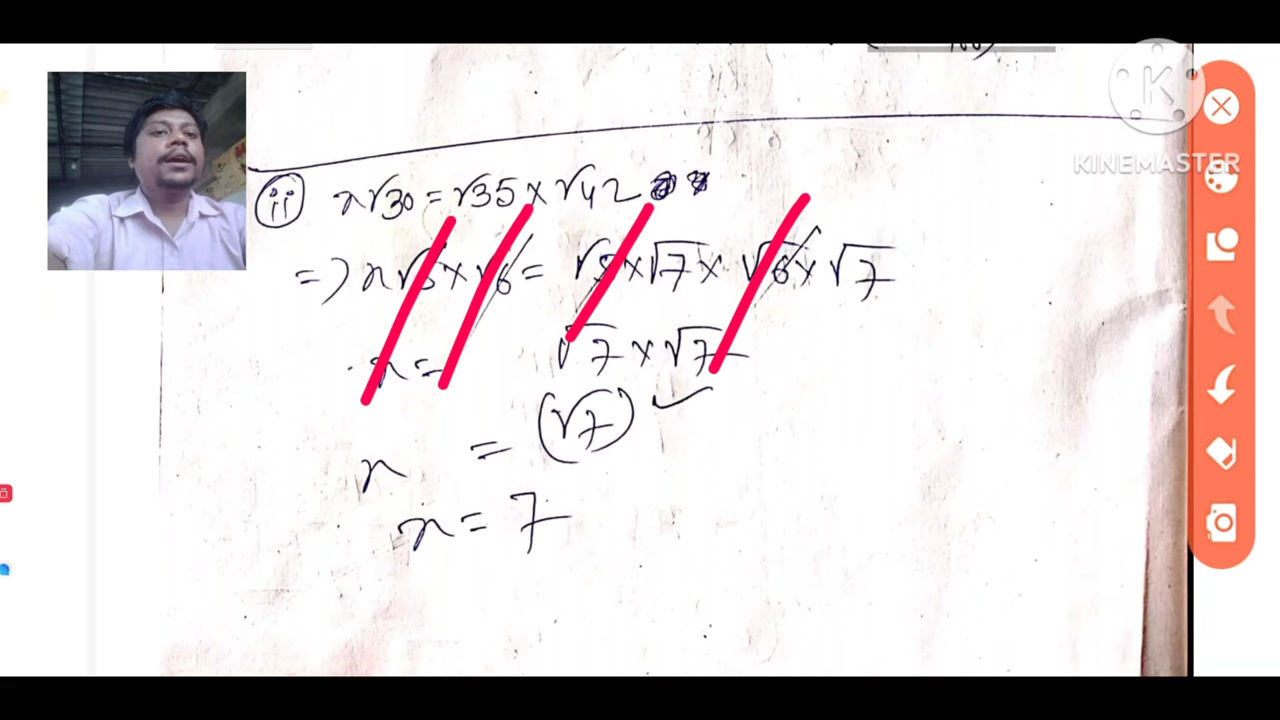 KINEMASTER
(ii) x√30 = √35 × √42
=> x√5 × √6 = √5 × √7 × √6 × √7
x = √7 × √7
x = (√7)
x = 7